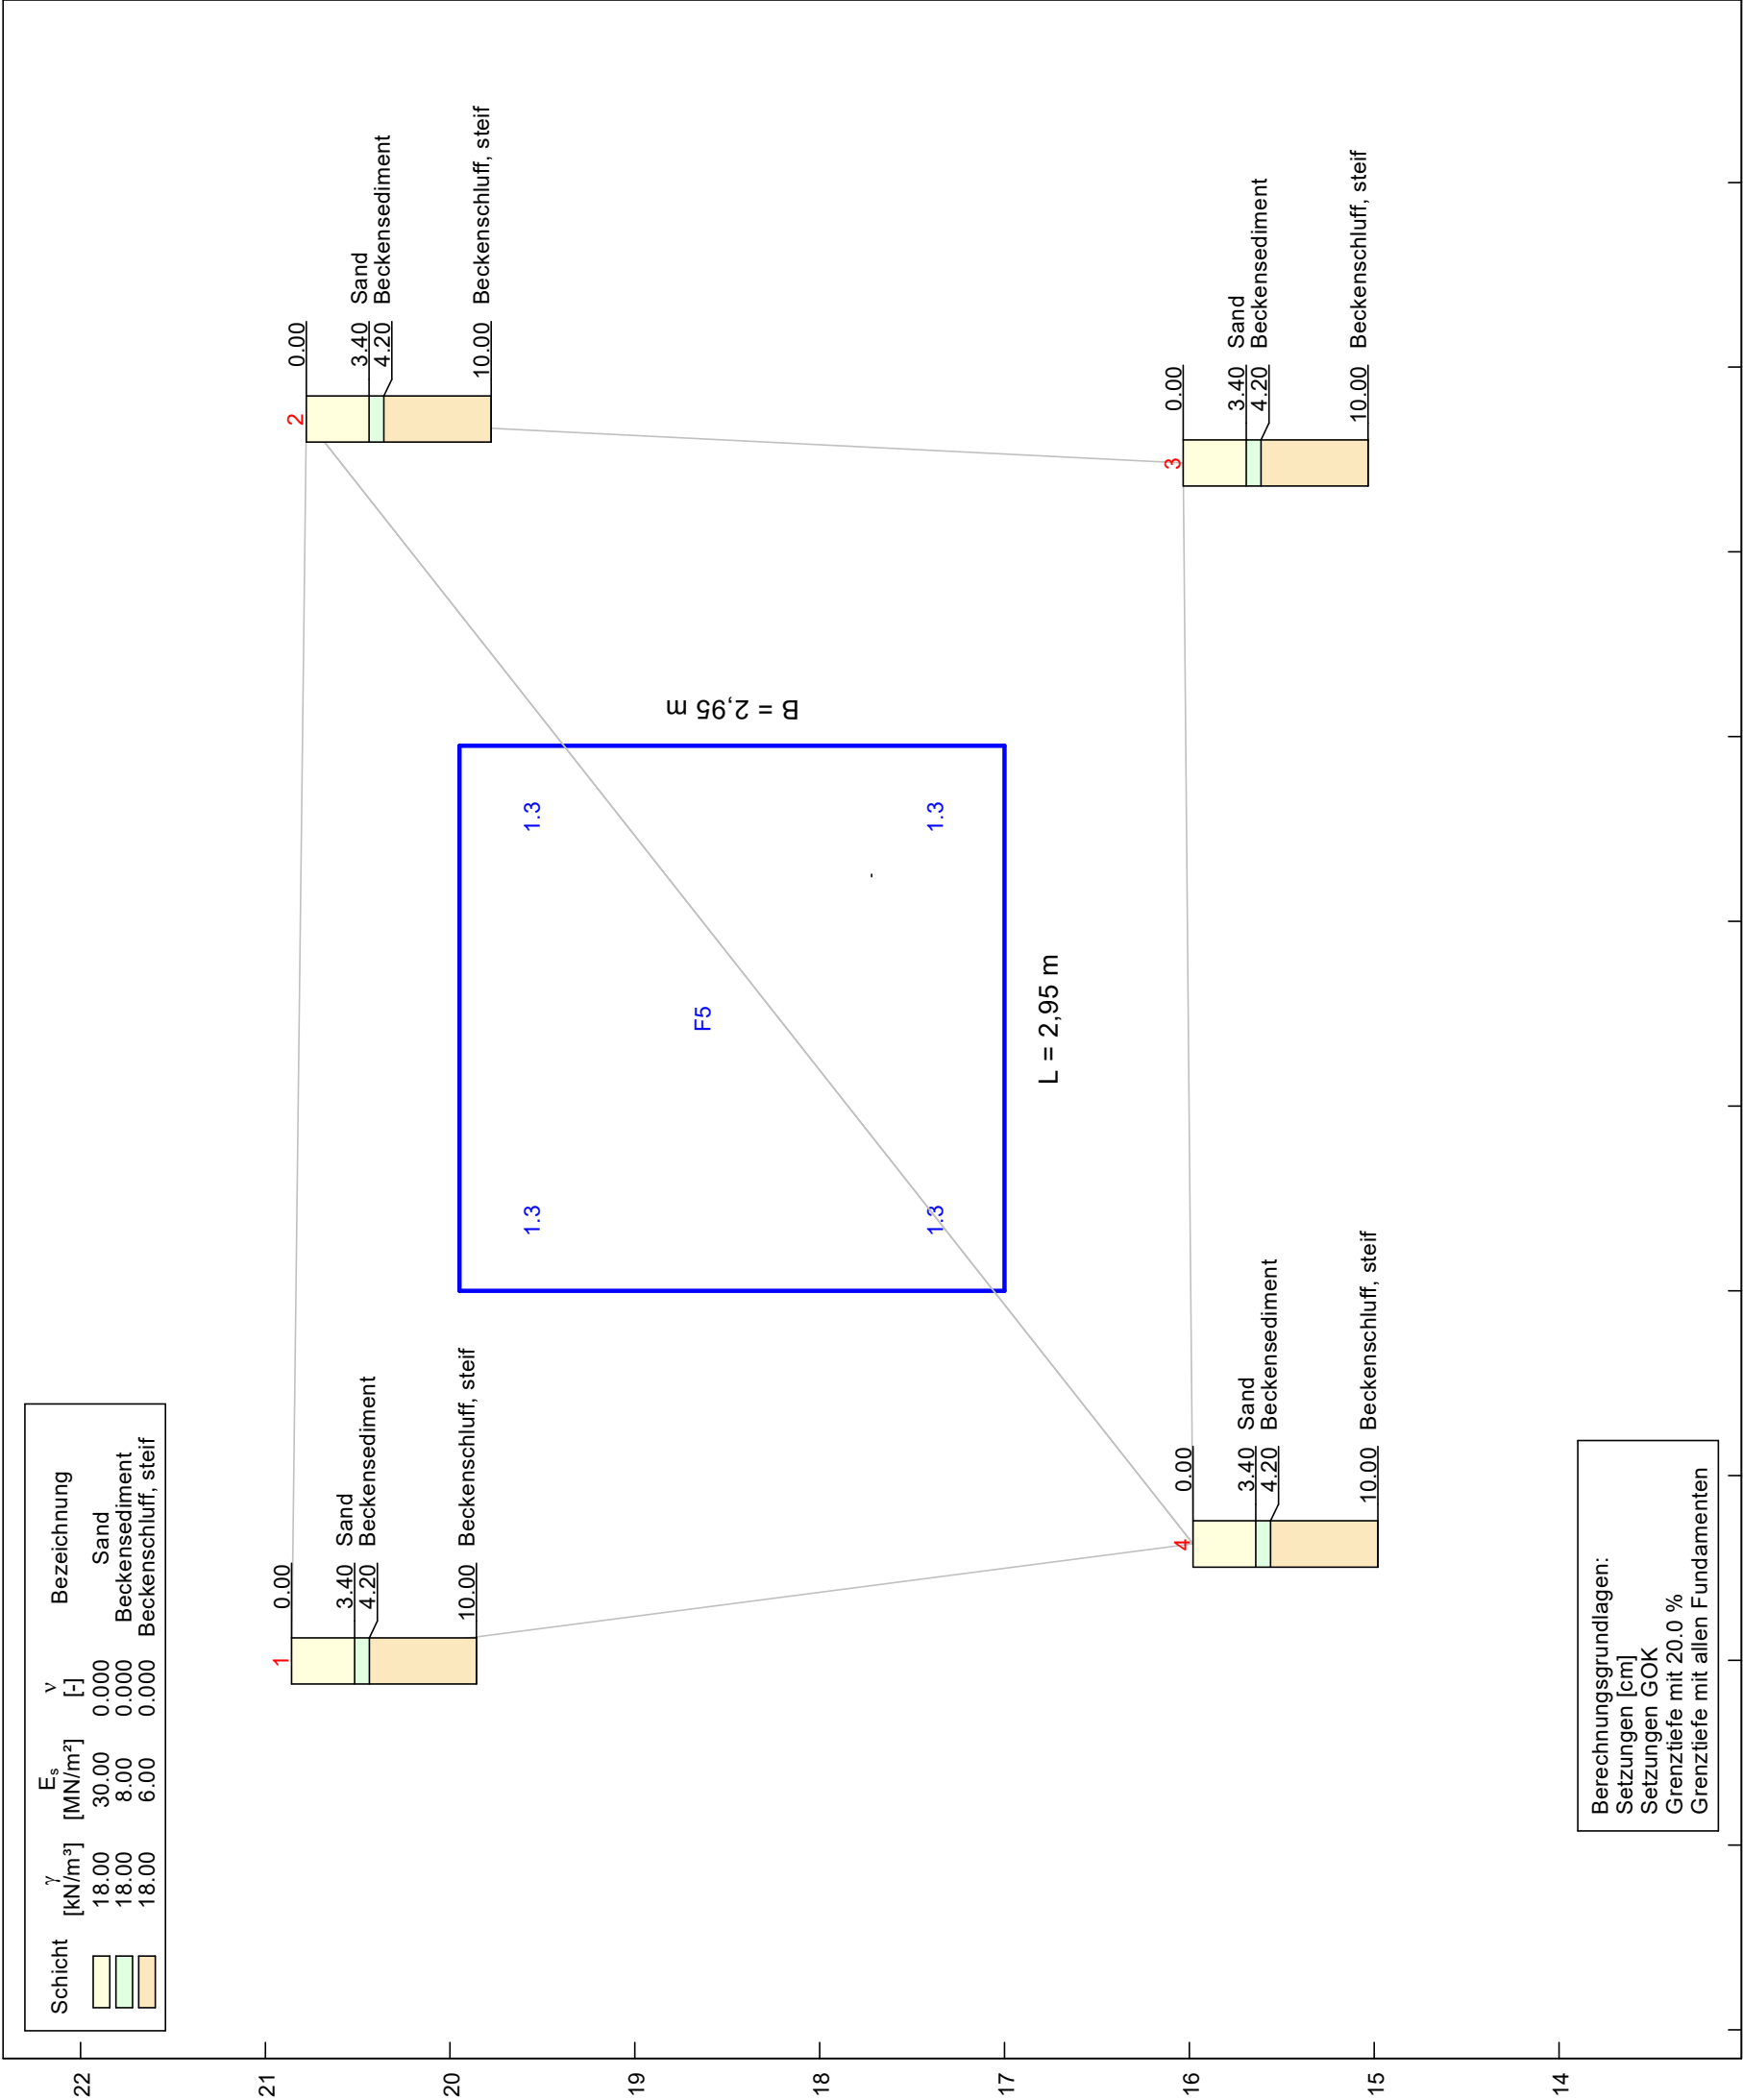 Schicht γ E s ν Bezeichnung
[kN/m³] [MN/m²] [-]
18.00 30.00 0.000 Sand
18.00 8.00 0.000 Beckensediment
18.00 6.00 0.000 Beckenschluff, steif
22
21
20
19
18
17
16
15
14
1
0.00
3.40 Sand
4.20 Beckensediment
10.00 Beckenschluff, steif
2
0.00
3.40 Sand
4.20 Beckensediment
10.00 Beckenschluff, steif
1.3
1.3
F5
B = 2,95 m
1.3
1.3
L = 2,95 m
4
0.00
3.40 Sand
4.20 Beckensediment
10.00 Beckenschluff, steif
3
0.00
3.40 Sand
4.20 Beckensediment
10.00 Beckenschluff, steif
Berechnungsgrundlagen:
Setzungen [cm]
Setzungen GOK
Grenztiefe mit 20.0 %
Grenztiefe mit allen Fundamenten